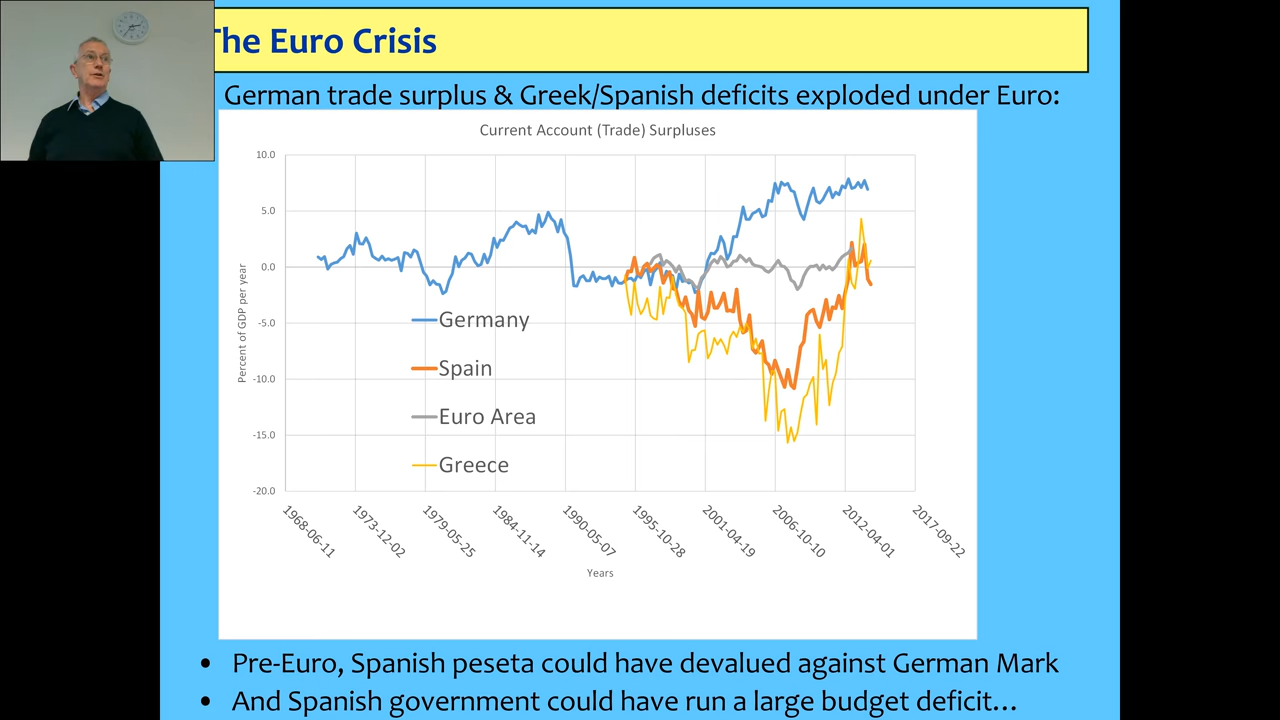 The Euro Crisis
German trade surplus & Greek/Spanish deficits exploded under Euro:
Current Account (Trade) Surpluses
10.0
5.0
0.0
-5.0
-10.0
-15.0
-20.0
Percent of GDP per year
Germany
Spain
Euro Area
Greece
1968-06-11
1973-12-02
1979-05-25
1984-11-14
1990-05-07
1995-10-28
2001-04-19
2006-10-10
2012-04-01
2017-09-22
Years
• Pre-Euro, Spanish peseta could have devalued against German Mark
• And Spanish government could have run a large budget deficit…